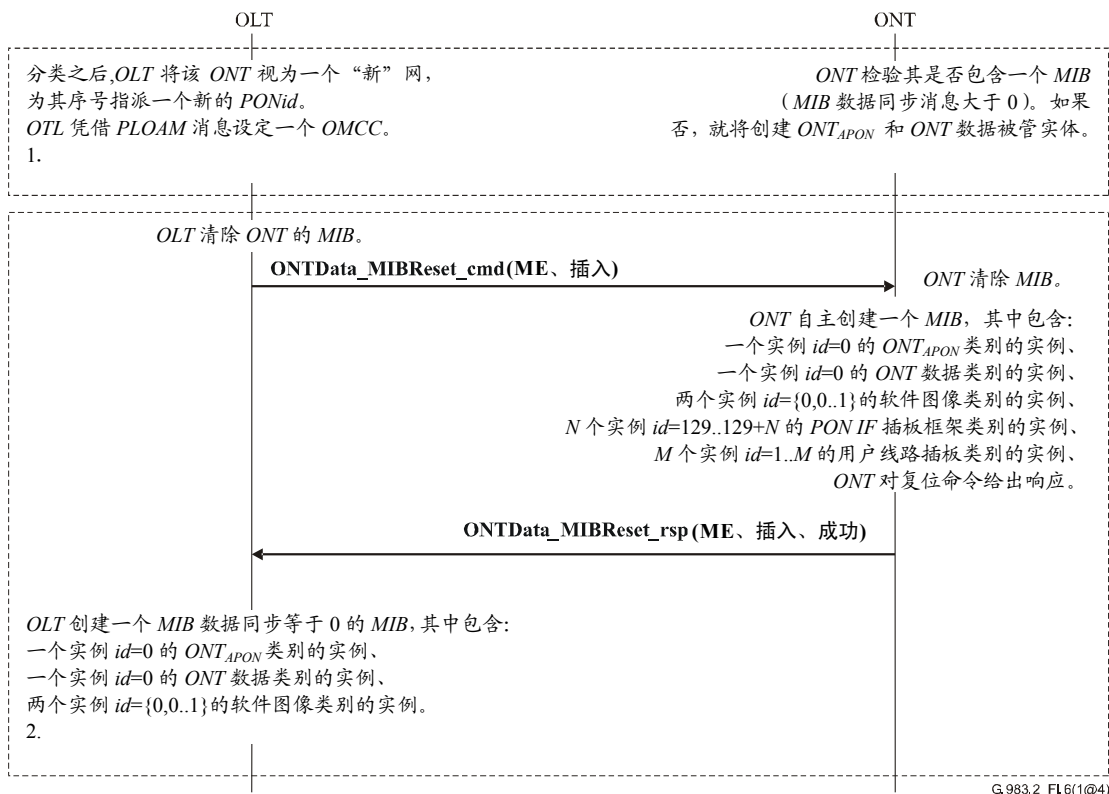 OLT
ONT
分类之后,OLT 将该 ONT 视为一个“新”网，
为其序号指派一个新的 PONid。
OTL 凭借 PLOAM 消息设定一个 OMCC。
1.
ONT 检验其是否包含一个 MIB
（MIB 数据同步消息大于 0）。如果
否，就将创建 ONTAPON 和 ONT 数据被管实体。
OLT 清除 ONT 的 MIB。
ONTData_MIBReset_cmd(ME、插入)
ONT 清除 MIB。
ONT 自主创建一个 MIB，其中包含:
一个实例 id=0 的 ONTAPON 类别的实例、
一个实例 id=0 的 ONT 数据类别的实例、
两个实例 id={0,0..1}的软件图像类别的实例、
N 个实例 id=129..129+N 的 PON IF 插板框架类别的实例、
M 个实例 id=1..M 的用户线路插板类别的实例、
ONT 对复位命令给出响应。
ONTData_MIBReset_rsp(ME、插入、成功)
OLT 创建一个 MIB 数据同步等于 0 的 MIB,其中包含:
一个实例 id=0 的 ONTAPON 类别的实例、
一个实例 id=0 的 ONT 数据类别的实例、
两个实例 id={0,0..1}的软件图像类别的实例。
2.
G.983.2_FI.6(1@4)